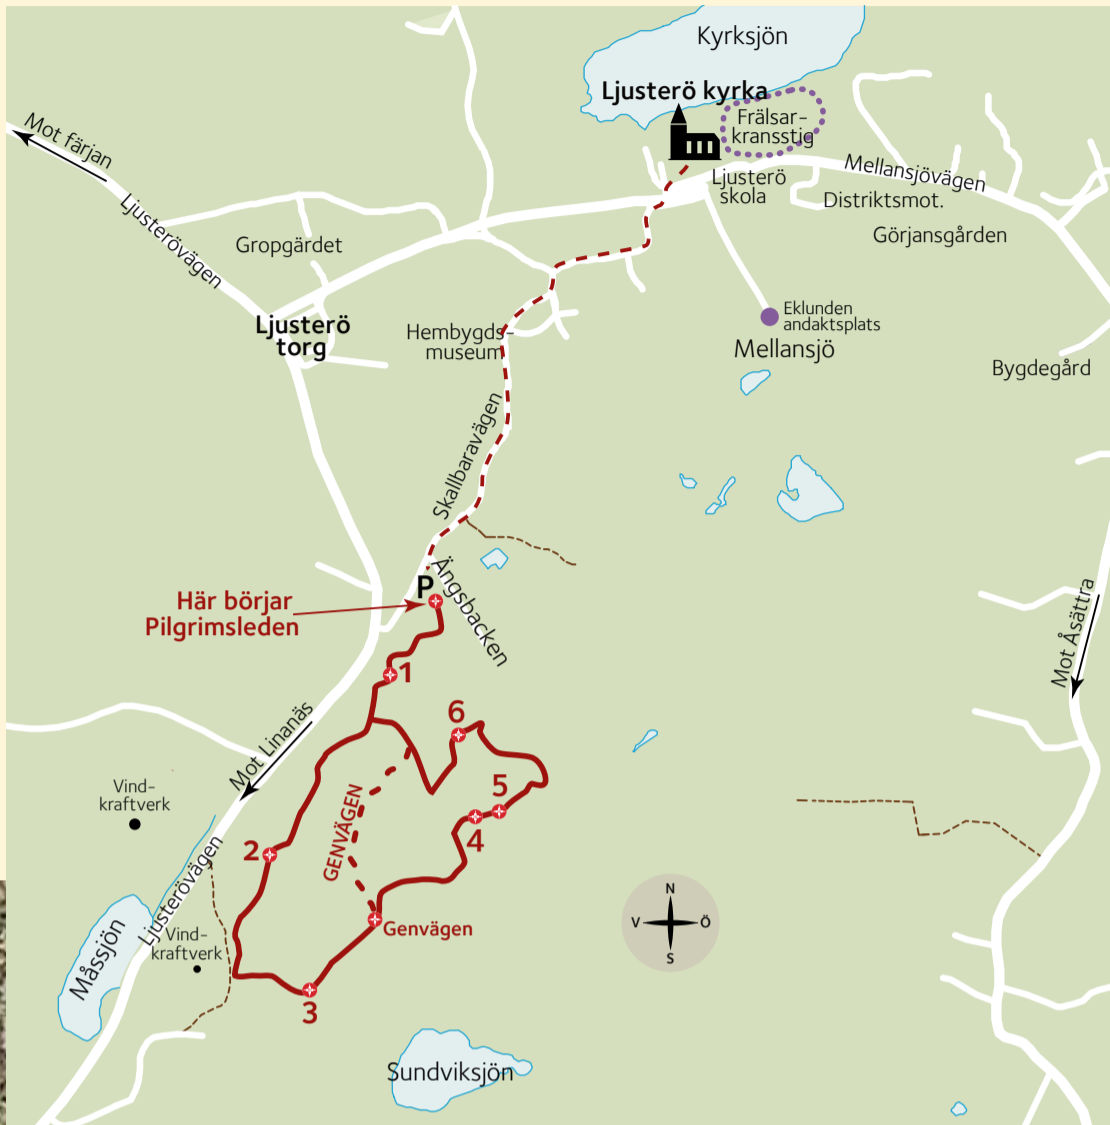 Kyrksjön
Ljusterö kyrka
Frälsar-
kransstig
Mot färjan
Mellansjövägen
Ljusterö
skola
Distriktsmot.
Ljusterövägen
Gropgärdet
Görjansgården
Eklunden
andaktsplats
Ljusterö
torg
Hembygds-
museum
Mellansjö
Bygdegård
Skallbaravägen
P
Ängsbacken
Här börjar
Pilgrimsleden
Mot Åsättra
1
6
Mot Linanäs
Vind-
kraftverk
5
GENVÄGEN
4
2
Ljusterövägen
N
V
Ö
S
Genvägen
Måssjön
Vind-
kraftverk
3
Sundviksjön